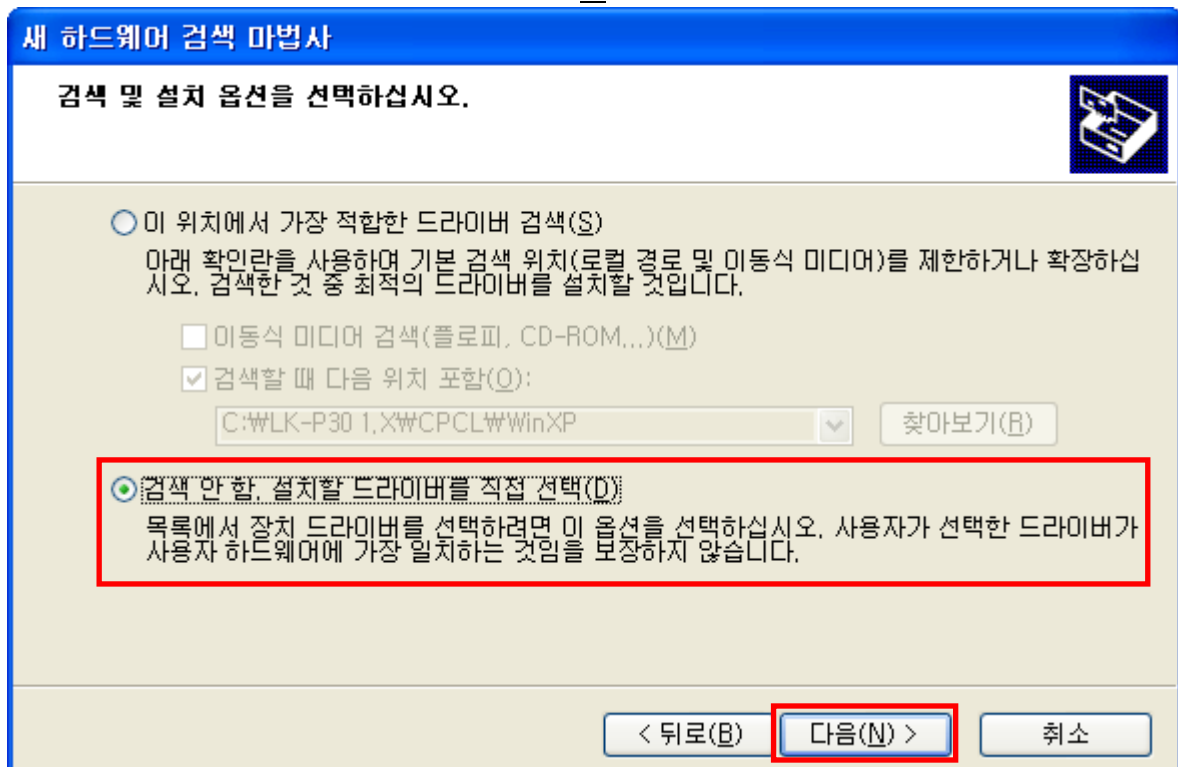 새 하드웨어 검색 마법사
검색 및 설치 옵션을 선택하십시오.
이 위치에서 가장 적합한 드라이버 검색(S)
아래 확인란을 사용하여 기본 검색 위치(로컬 경로 및 이동식 미디어)를 제한하거나 확장하십
시오. 검색한 것 중 최적의 드라이버를 설치할 것입니다.
이동식 미디어 검색(플로피, CD-ROM...)(M)
검색할 때 다음 위치 포함(O):
C:₩LK-P30 1.X₩CPCL₩WinXP
찾아보기(R)
검색 안 함. 설치할 드라이버를 직접 선택(D)
목록에서 장치 드라이버를 선택하려면 이 옵션을 선택하십시오. 사용자가 선택한 드라이버가
사용자 하드웨어에 가장 일치하는 것임을 보장하지 않습니다.
< 뒤로(B) 다음(N) > 취소